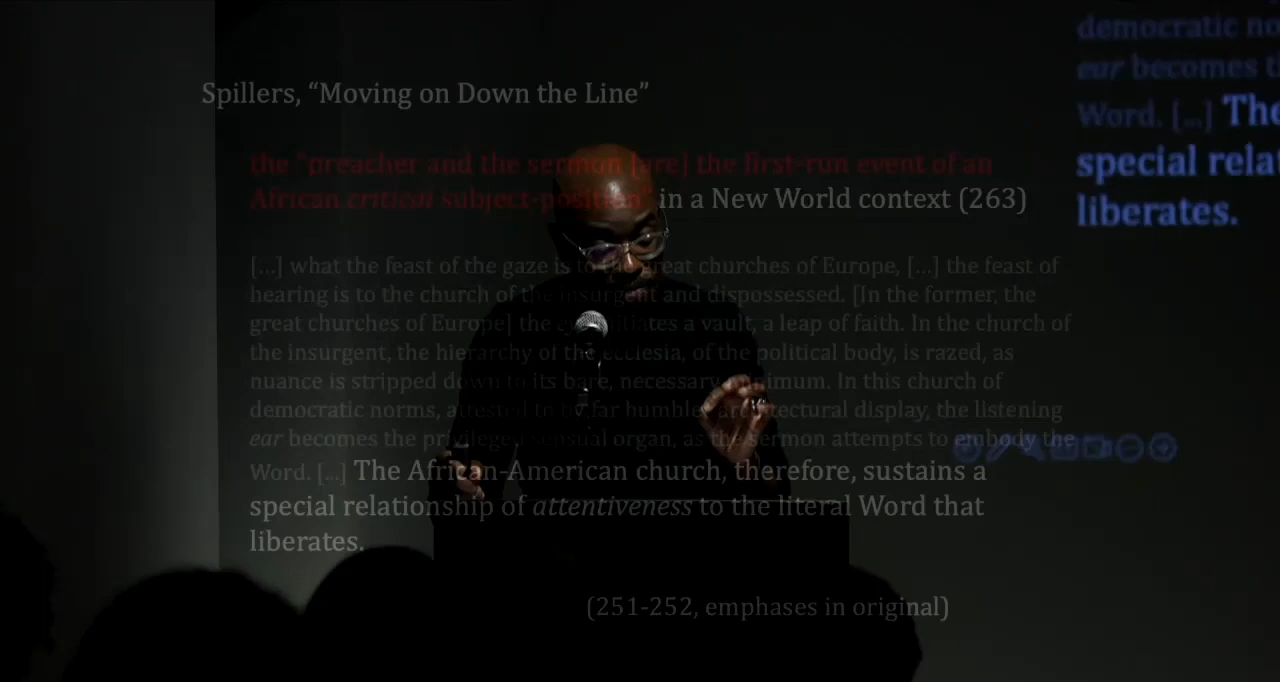 Spillers, “Moving on Down the Line”
the “preacher and the sermon [are] the first-run event of an
African critical subject-position” in a New World context (263)
[...] what the feast of the gaze is to the great churches of Europe, [...] the feast of
hearing is to the church of the insurgent and dispossessed. [In the former, the
great churches of Europe] the eye initiates a vault, a leap of faith. In the church of
the insurgent, the hierarchy of the ecclesia, of the political body, is razed, as
nuance is stripped down to its bare, necessary minimum. In this church of
democratic norms, attested to by far humbler architectural display, the listening
ear becomes the privileged sensual organ, as the sermon attempts to embody the
Word. [...] The African-American church, therefore, sustains a
special relationship of attentiveness to the literal Word that
liberates.
(251-252, emphases in original)
democratic no
ear becomes t
Word. [...] The
special rela
liberates.